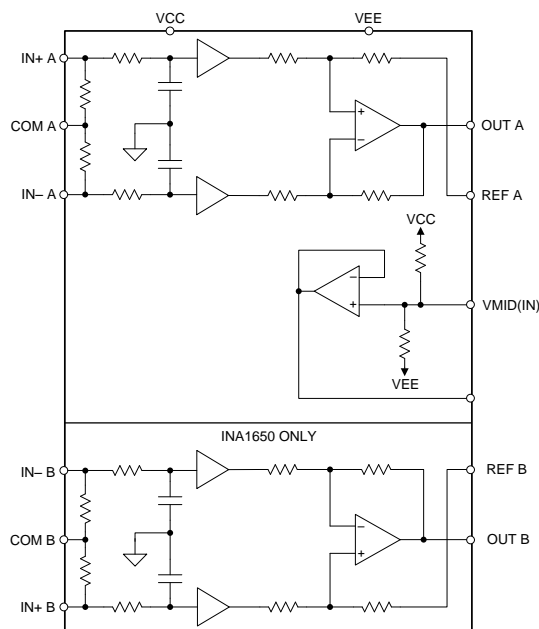 VCC VEE
IN+ A
COM A
OUT A
IN– A
REF A
+
–
VCC
–
+
VMID(IN)
VEE
INA1650 ONLY
IN– B
REF B
COM B
OUT B
–
+
IN+ B